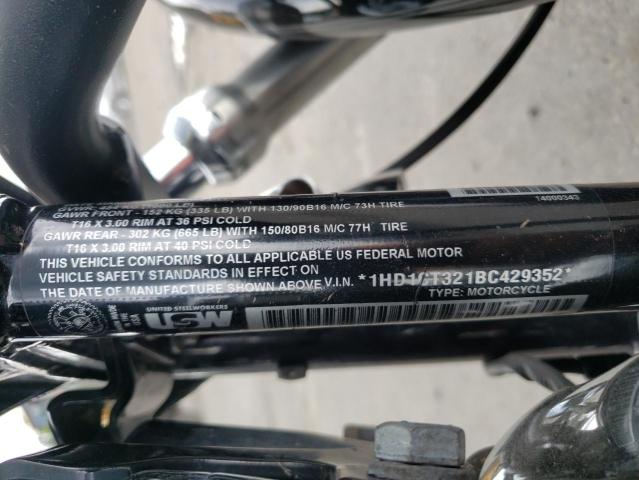 GAWR FRONT - 152 KG (335 LB) WITH 130/90B16 M/C 73H TIRE
T16 X 3.00 RIM AT 36 PSI COLD
GAWR REAR - 302 KG (665 LB) WITH 150/80B16 M/C 77H TIRE
T16 X 3.00 RIM AT 40 PSI COLD
THIS VEHICLE CONFORMS TO ALL APPLICABLE US FEDERAL MOTOR
VEHICLE SAFETY STANDARDS IN EFFECT ON
THE DATE OF MANUFACTURE SHOWN ABOVE V.I.N.
TYPE: MOTORCYCLE
14000343
UNITED STEELWORKERS
USW